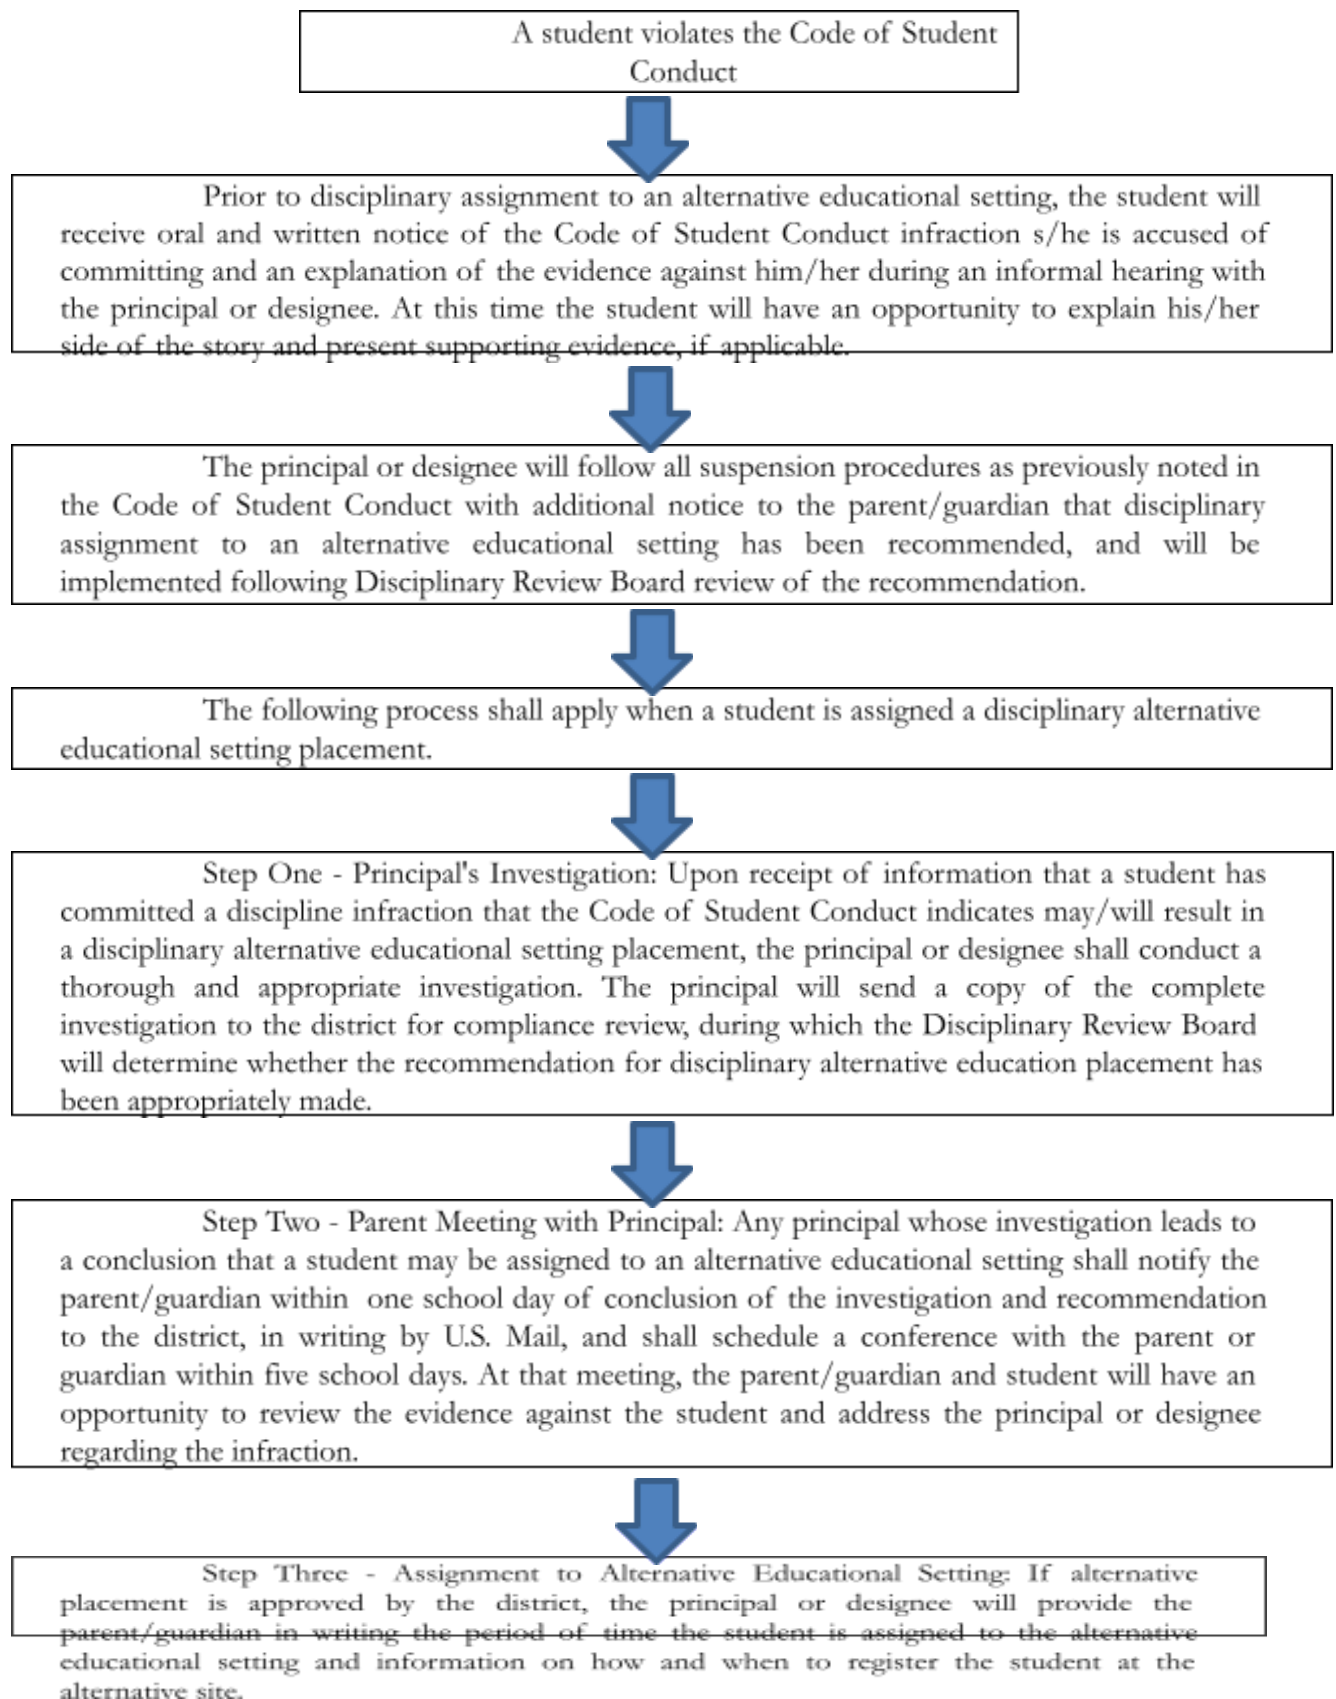 A student violates the Code of Student
Conduct
Prior to disciplinary assignment to an alternative educational setting, the student will
receive oral and written notice of the Code of Student Conduct infraction s/he is accused of
committing and an explanation of the evidence against him/her during an informal hearing with
the principal or designee. At this time the student will have an opportunity to explain his/her
side of the story and present supporting evidence, if applicable.
The principal or designee will follow all suspension procedures as previously noted in
the Code of Student Conduct with additional notice to the parent/guardian that disciplinary
assignment to an alternative educational setting has been recommended, and will be
implemented following Disciplinary Review Board review of the recommendation.
The following process shall apply when a student is assigned a disciplinary alternative
educational setting placement.
Step One - Principal's Investigation: Upon receipt of information that a student has
committed a discipline infraction that the Code of Student Conduct indicates may/will result in
a disciplinary alternative educational setting placement, the principal or designee shall conduct a
thorough and appropriate investigation. The principal will send a copy of the complete
investigation to the district for compliance review, during which the Disciplinary Review Board
will determine whether the recommendation for disciplinary alternative education placement has
been appropriately made.
Step Two - Parent Meeting with Principal: Any principal whose investigation leads to
a conclusion that a student may be assigned to an alternative educational setting shall notify the
parent/guardian within one school day of conclusion of the investigation and recommendation
to the district, in writing by U.S. Mail, and shall schedule a conference with the parent or
guardian within five school days. At that meeting, the parent/guardian and student will have an
opportunity to review the evidence against the student and address the principal or designee
regarding the infraction.
Step Three - Assignment to Alternative Educational Setting: If alternative
placement is approved by the district, the principal or designee will provide the
parent/guardian in writing the period of time the student is assigned to the alternative
educational setting and information on how and when to register the student at the
alternative site.